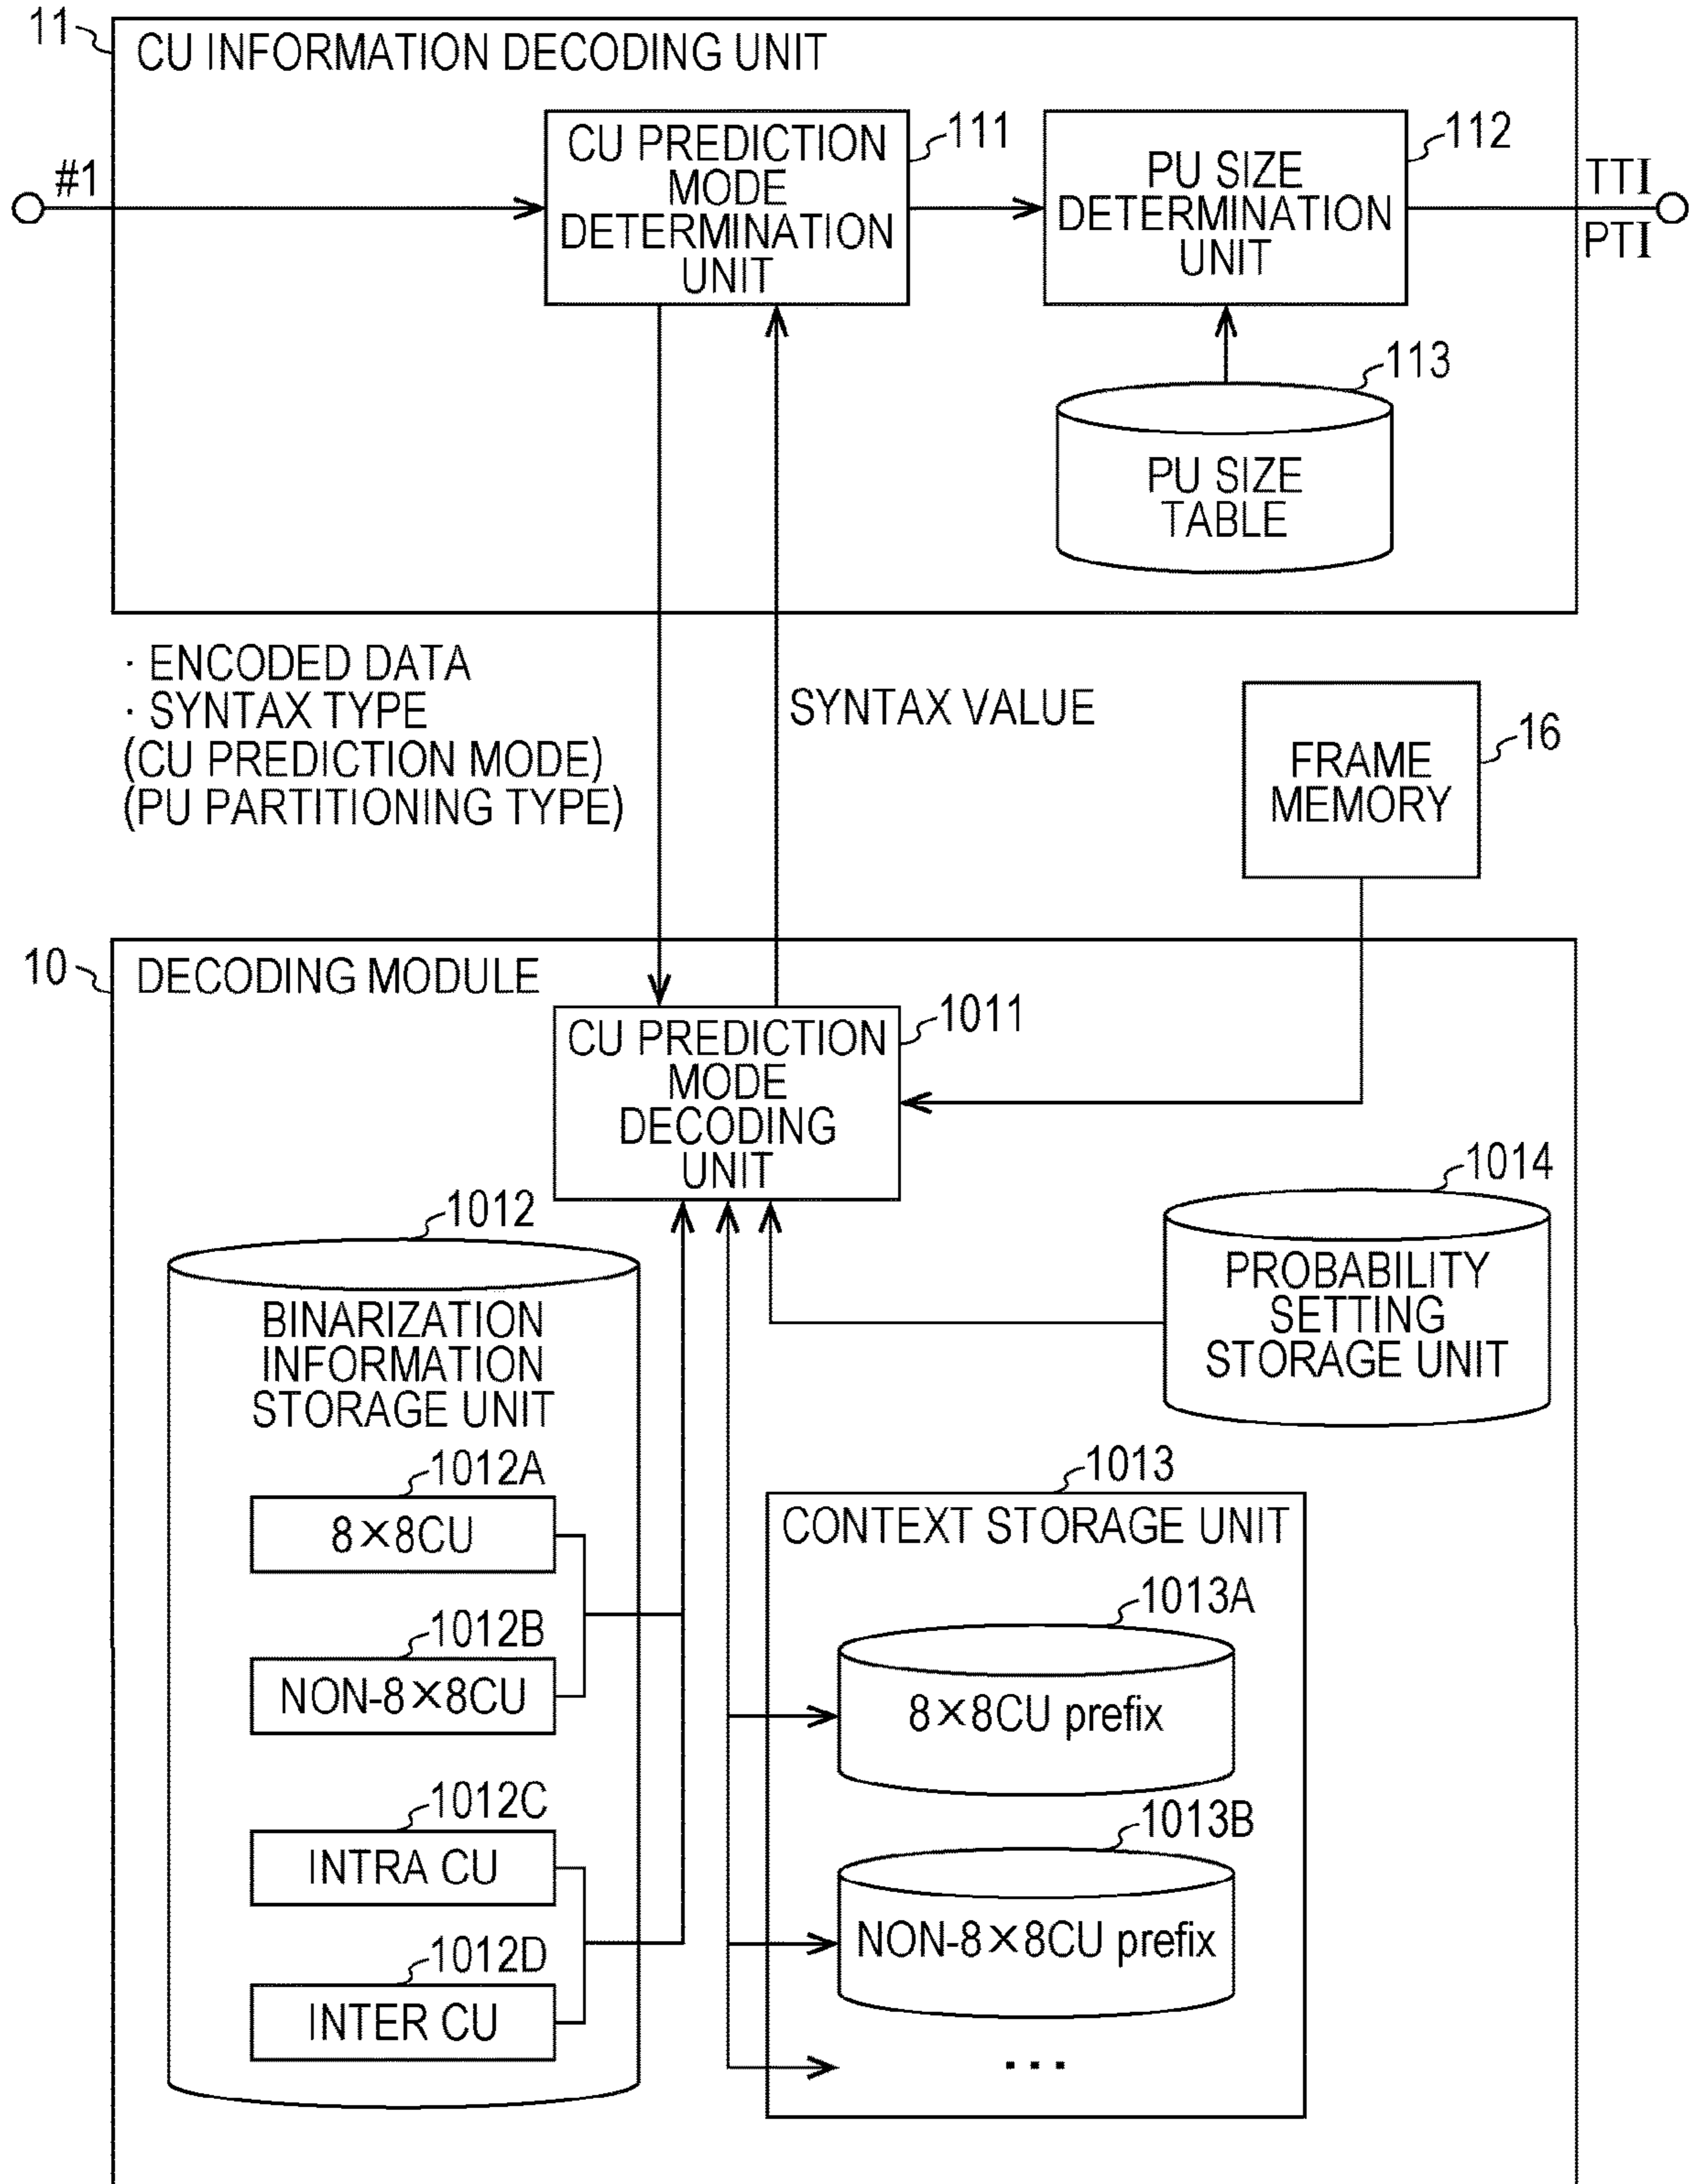 11
CU INFORMATION DECODING UNIT
#1
CU PREDICTION
MODE
DETERMINATION
UNIT
111
PU SIZE
DETERMINATION
UNIT
112
TTI
PTI
113
PU SIZE
TABLE
· ENCODED DATA
· SYNTAX TYPE
(CU PREDICTION MODE)
(PU PARTITIONING TYPE)
SYNTAX VALUE
FRAME
MEMORY
16
10
DECODING MODULE
CU PREDICTION
MODE
DECODING
UNIT
1011
1012
BINARIZATION
INFORMATION
STORAGE UNIT
1012A
8×8CU
1012B
NON-8×8CU
1012C
INTRA CU
1012D
INTER CU
1014
PROBABILITY
SETTING
STORAGE UNIT
1013
CONTEXT STORAGE UNIT
1013A
8×8CU prefix
1013B
NON-8×8CU prefix
...